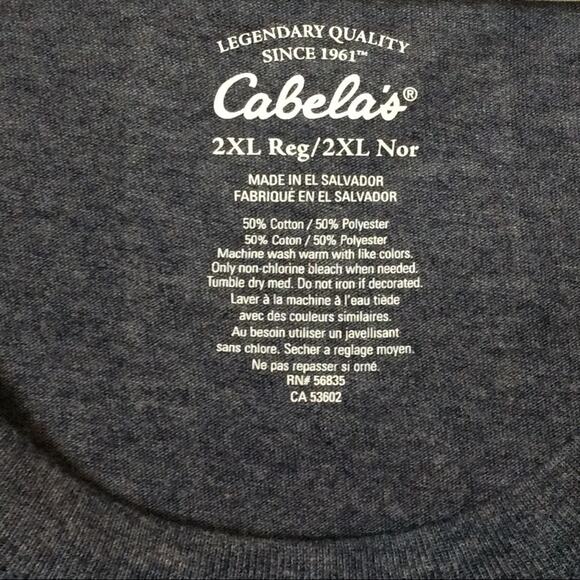 LEGENDARY QUALITY
SINCE 1961™
Cabela's®
2XL Reg/2XL Nor
MADE IN EL SALVADOR
FABRIQUÉ EN EL SALVADOR
50% Cotton / 50% Polyester
50% Coton / 50% Polyester
Machine wash warm with like colors.
Only non-chlorine bleach when needed.
Tumble dry med. Do not iron if decorated.
Laver à la machine à l'eau tiède
avec des couleurs similaires.
Au besoin utiliser un javellisant
sans chlore. Secher a reglage moyen.
Ne pas repasser si orné.
RN# 56835
CA 53602